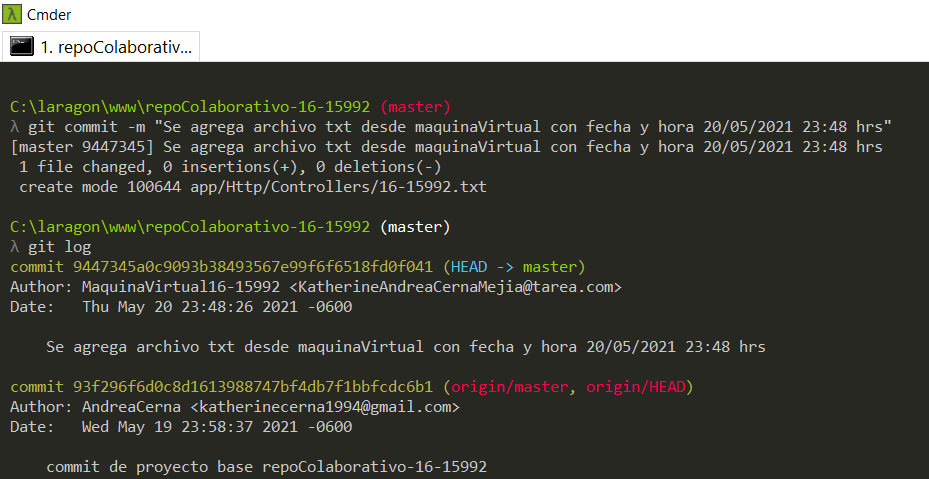 λ Cmder
1. repoColaborativ...
C:\laragon\www\repoColaborativo-16-15992 (master)
λ git commit -m "Se agrega archivo txt desde maquinaVirtual con fecha y hora 20/05/2021 23:48 hrs"
[master 9447345] Se agrega archivo txt desde maquinaVirtual con fecha y hora 20/05/2021 23:48 hrs
 1 file changed, 0 insertions(+), 0 deletions(-)
 create mode 100644 app/Http/Controllers/16-15992.txt
C:\laragon\www\repoColaborativo-16-15992 (master)
λ git log
commit 9447345a0c9093b38493567e99f6f6518fd0f041 (HEAD -> master)
Author: MaquinaVirtual16-15992 <KatherineAndreaCernaMejia@tarea.com>
Date:   Thu May 20 23:48:26 2021 -0600
    Se agrega archivo txt desde maquinaVirtual con fecha y hora 20/05/2021 23:48 hrs
commit 93f296f6d0c8d1613988747bf4db7f1bbfcdc6b1 (origin/master, origin/HEAD)
Author: AndreaCerna <katherinecerna1994@gmail.com>
Date:   Wed May 19 23:58:37 2021 -0600
    commit de proyecto base repoColaborativo-16-15992